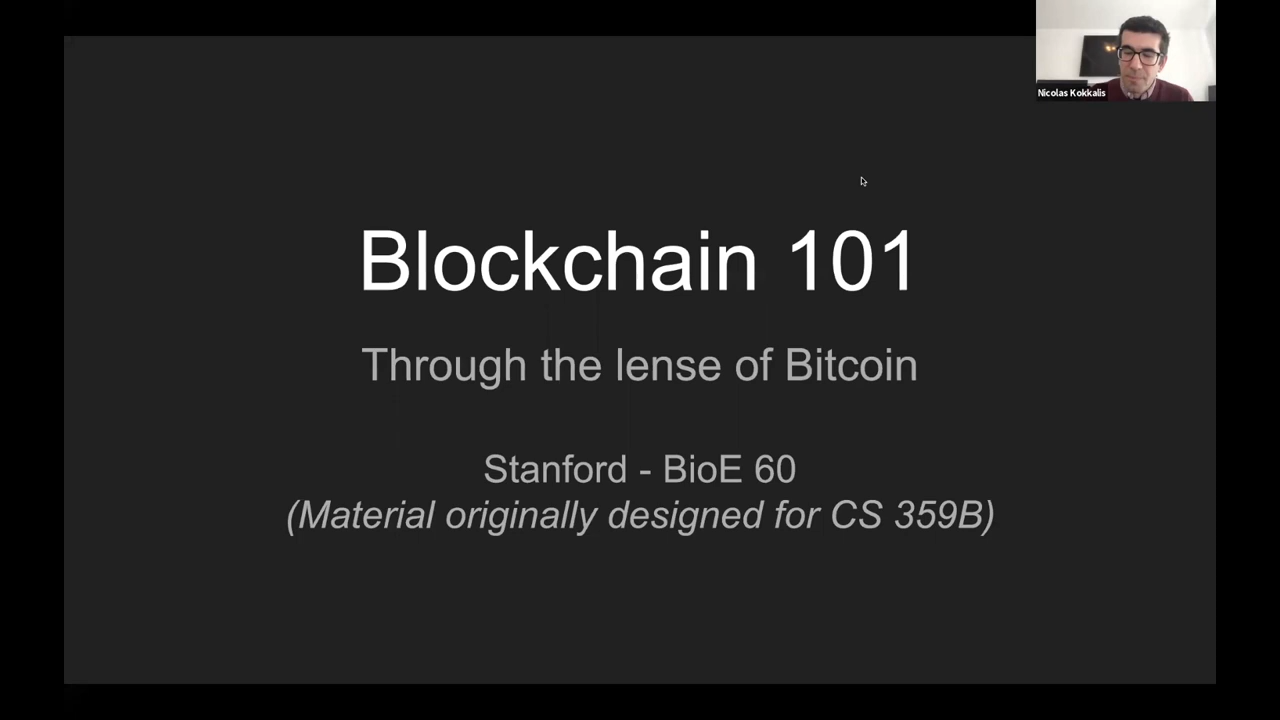 Nicolas Kokkalis
Blockchain 101
Through the lense of Bitcoin
Stanford - BioE 60
(Material originally designed for CS 359B)